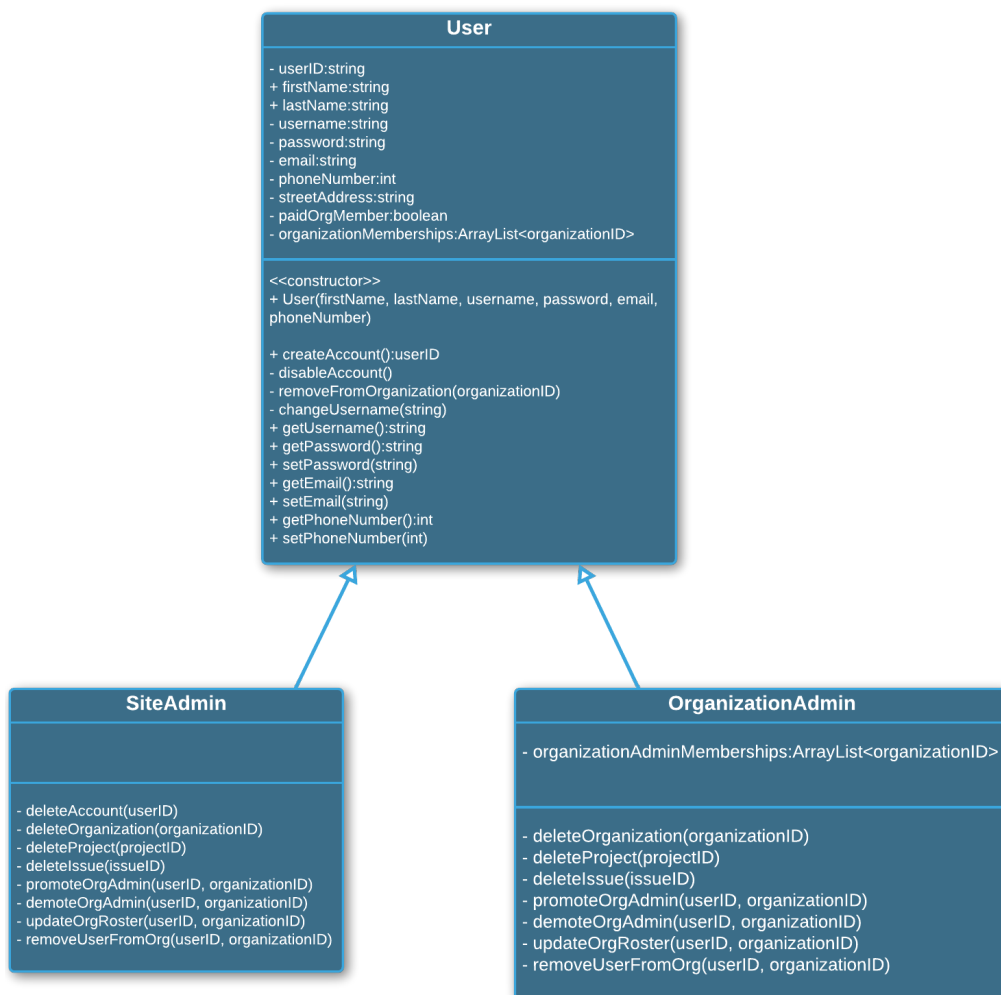 User
- userID:string
+ firstName:string
+ lastName:string
- username:string
- password:string
- email:string
- phoneNumber:int
- streetAddress:string
- paidOrgMember:boolean
- organizationMemberships:ArrayList<organizationID>
<<constructor>>
+ User(firstName, lastName, username, password, email,
phoneNumber)
+ createAccount():userID
- disableAccount()
- removeFromOrganization(organizationID)
- changeUsername(string)
+ getUsername():string
+ getPassword():string
+ setPassword(string)
+ getEmail():string
+ setEmail(string)
+ getPhoneNumber():int
+ setPhoneNumber(int)
SiteAdmin
- deleteAccount(userID)
- deleteOrganization(organizationID)
- deleteProject(projectID)
- deleteIssue(issueID)
- promoteOrgAdmin(userID, organizationID)
- demoteOrgAdmin(userID, organizationID)
- updateOrgRoster(userID, organizationID)
- removeUserFromOrg(userID, organizationID)
OrganizationAdmin
- organizationAdminMemberships:ArrayList<organizationID>
- deleteOrganization(organizationID)
- deleteProject(projectID)
- deleteIssue(issueID)
- promoteOrgAdmin(userID, organizationID)
- demoteOrgAdmin(userID, organizationID)
- updateOrgRoster(userID, organizationID)
- removeUserFromOrg(userID, organizationID)